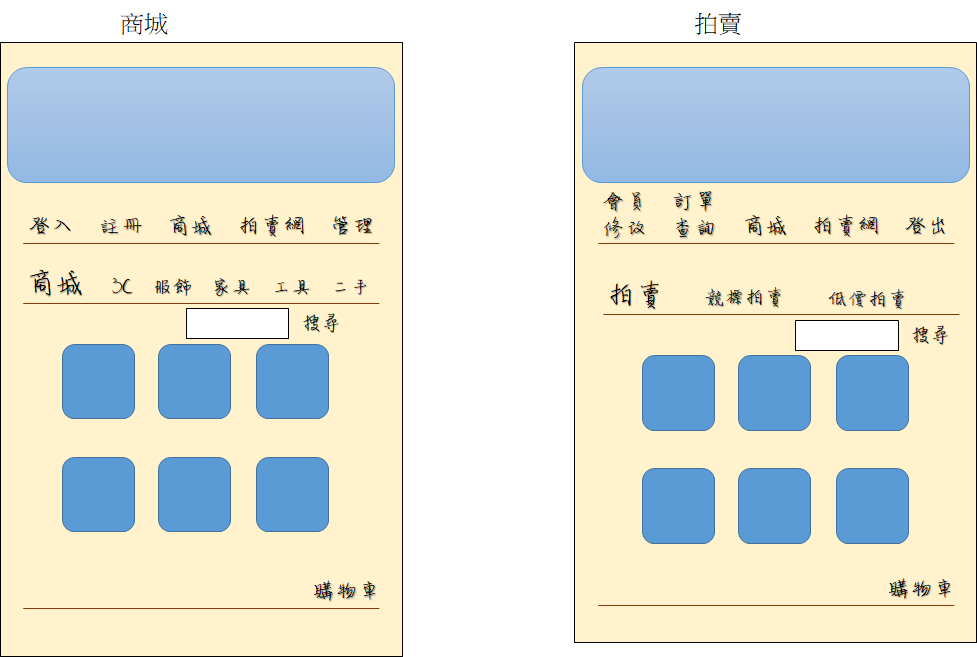 商城
登入 註冊 商城 拍賣網 管理
商城 3C 服飾 家具 工具 二手
搜尋
購物車
拍賣
會員 訂單
修改 查詢 商城 拍賣網 登出
拍賣 競標拍賣 低價拍賣
搜尋
購物車